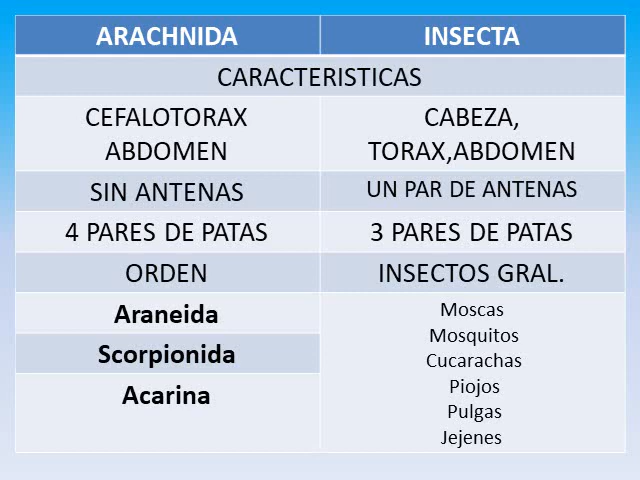 ARACHNIDA
INSECTA
CARACTERISTICAS
CEFALOTORAX
ABDOMEN
CABEZA,
TORAX,ABDOMEN
SIN ANTENAS
UN PAR DE ANTENAS
4 PARES DE PATAS
3 PARES DE PATAS
ORDEN
INSECTOS GRAL.
Araneida
Scorpionida
Acarina
Moscas
Mosquitos
Cucarachas
Piojos
Pulgas
Jejenes